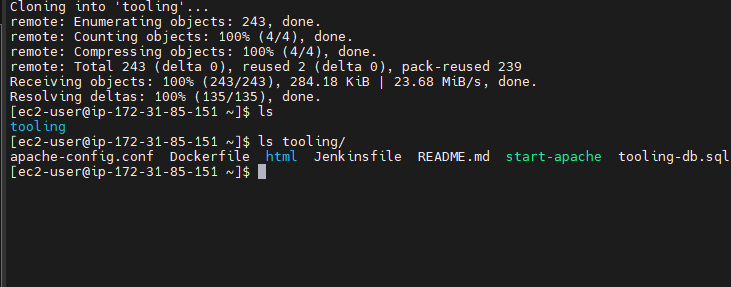 Cloning into 'tooling'...
remote: Enumerating objects: 243, done.
remote: Counting objects: 100% (4/4), done.
remote: Compressing objects: 100% (4/4), done.
remote: Total 243 (delta 0), reused 2 (delta 0), pack-reused 239
Receiving objects: 100% (243/243), 284.18 KiB | 23.68 MiB/s, done.
Resolving deltas: 100% (135/135), done.
[ec2-user@ip-172-31-85-151 ~]$ ls
tooling
[ec2-user@ip-172-31-85-151 ~]$ ls tooling/
apache-config.conf  Dockerfile  html  Jenkinsfile  README.md  start-apache  tooling-db.sql
[ec2-user@ip-172-31-85-151 ~]$